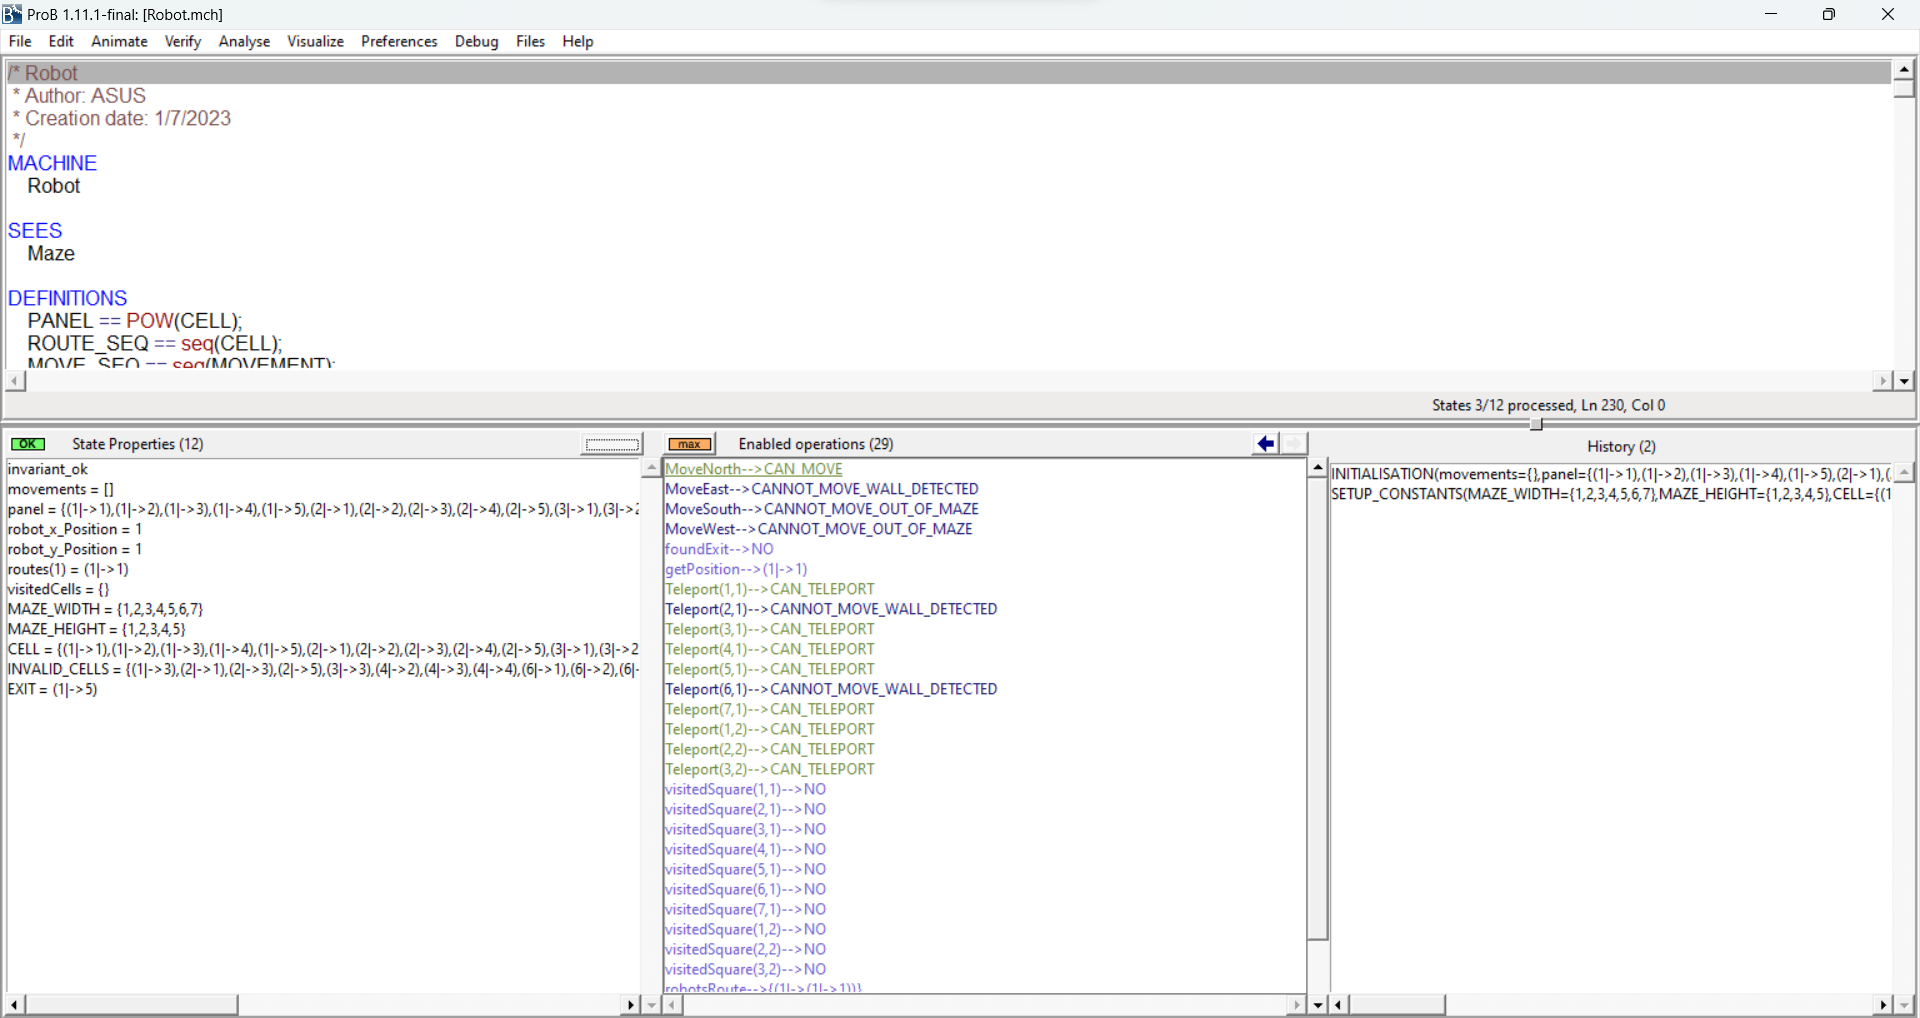 ProB 1.11.1-final: [Robot.mch]
File Edit Animate Verify Analyse Visualize Preferences Debug Files Help
/* Robot
* Author: ASUS
* Creation date: 1/7/2023
*/
MACHINE
Robot
SEES
Maze
DEFINITIONS
PANEL == POW(CELL);
ROUTE_SEQ == seq(CELL);
MOVE_SEQ == seq(MOVEMENT);
States 3/12 processed, Ln 230, Col 0
OK State Properties (12)
invariant_ok
movements = []
panel = {(1|->1),(1|->2),(1|->3),(1|->4),(1|->5),(2|->1),(2|->2),(2|->3),(2|->4),(2|->5),(3|->1),(3|->2
robot_x_Position = 1
robot_y_Position = 1
routes(1) = (1|->1)
visitedCells = {}
MAZE_WIDTH = {1,2,3,4,5,6,7}
MAZE_HEIGHT = {1,2,3,4,5}
CELL = {(1|->1),(1|->2),(1|->3),(1|->4),(1|->5),(2|->1),(2|->2),(2|->3),(2|->4),(2|->5),(3|->1),(3|->2
INVALID_CELLS = {(1|->3),(2|->1),(2|->3),(2|->5),(3|->3),(4|->2),(4|->3),(4|->4),(6|->1),(6|->2),(6|-
EXIT = (1|->5)
max Enabled operations (29)
MoveNorth-->CAN_MOVE
MoveEast-->CANNOT_MOVE_WALL_DETECTED
MoveSouth-->CANNOT_MOVE_OUT_OF_MAZE
MoveWest-->CANNOT_MOVE_OUT_OF_MAZE
foundExit-->NO
getPosition-->(1|->1)
Teleport(1,1)-->CAN_TELEPORT
Teleport(2,1)-->CANNOT_MOVE_WALL_DETECTED
Teleport(3,1)-->CAN_TELEPORT
Teleport(4,1)-->CAN_TELEPORT
Teleport(5,1)-->CAN_TELEPORT
Teleport(6,1)-->CANNOT_MOVE_WALL_DETECTED
Teleport(7,1)-->CAN_TELEPORT
Teleport(1,2)-->CAN_TELEPORT
Teleport(2,2)-->CAN_TELEPORT
Teleport(3,2)-->CAN_TELEPORT
visitedSquare(1,1)-->NO
visitedSquare(2,1)-->NO
visitedSquare(3,1)-->NO
visitedSquare(4,1)-->NO
visitedSquare(5,1)-->NO
visitedSquare(6,1)-->NO
visitedSquare(7,1)-->NO
visitedSquare(1,2)-->NO
visitedSquare(2,2)-->NO
visitedSquare(3,2)-->NO
robotsRoute-->{(1|->(1|->1))}
History (2)
INITIALISATION(movements={},panel={(1|->1),(1|->2),(1|->3),(1|->4),(1|->5),(2|->1),(
SETUP_CONSTANTS(MAZE_WIDTH={1,2,3,4,5,6,7},MAZE_HEIGHT={1,2,3,4,5},CELL={(1